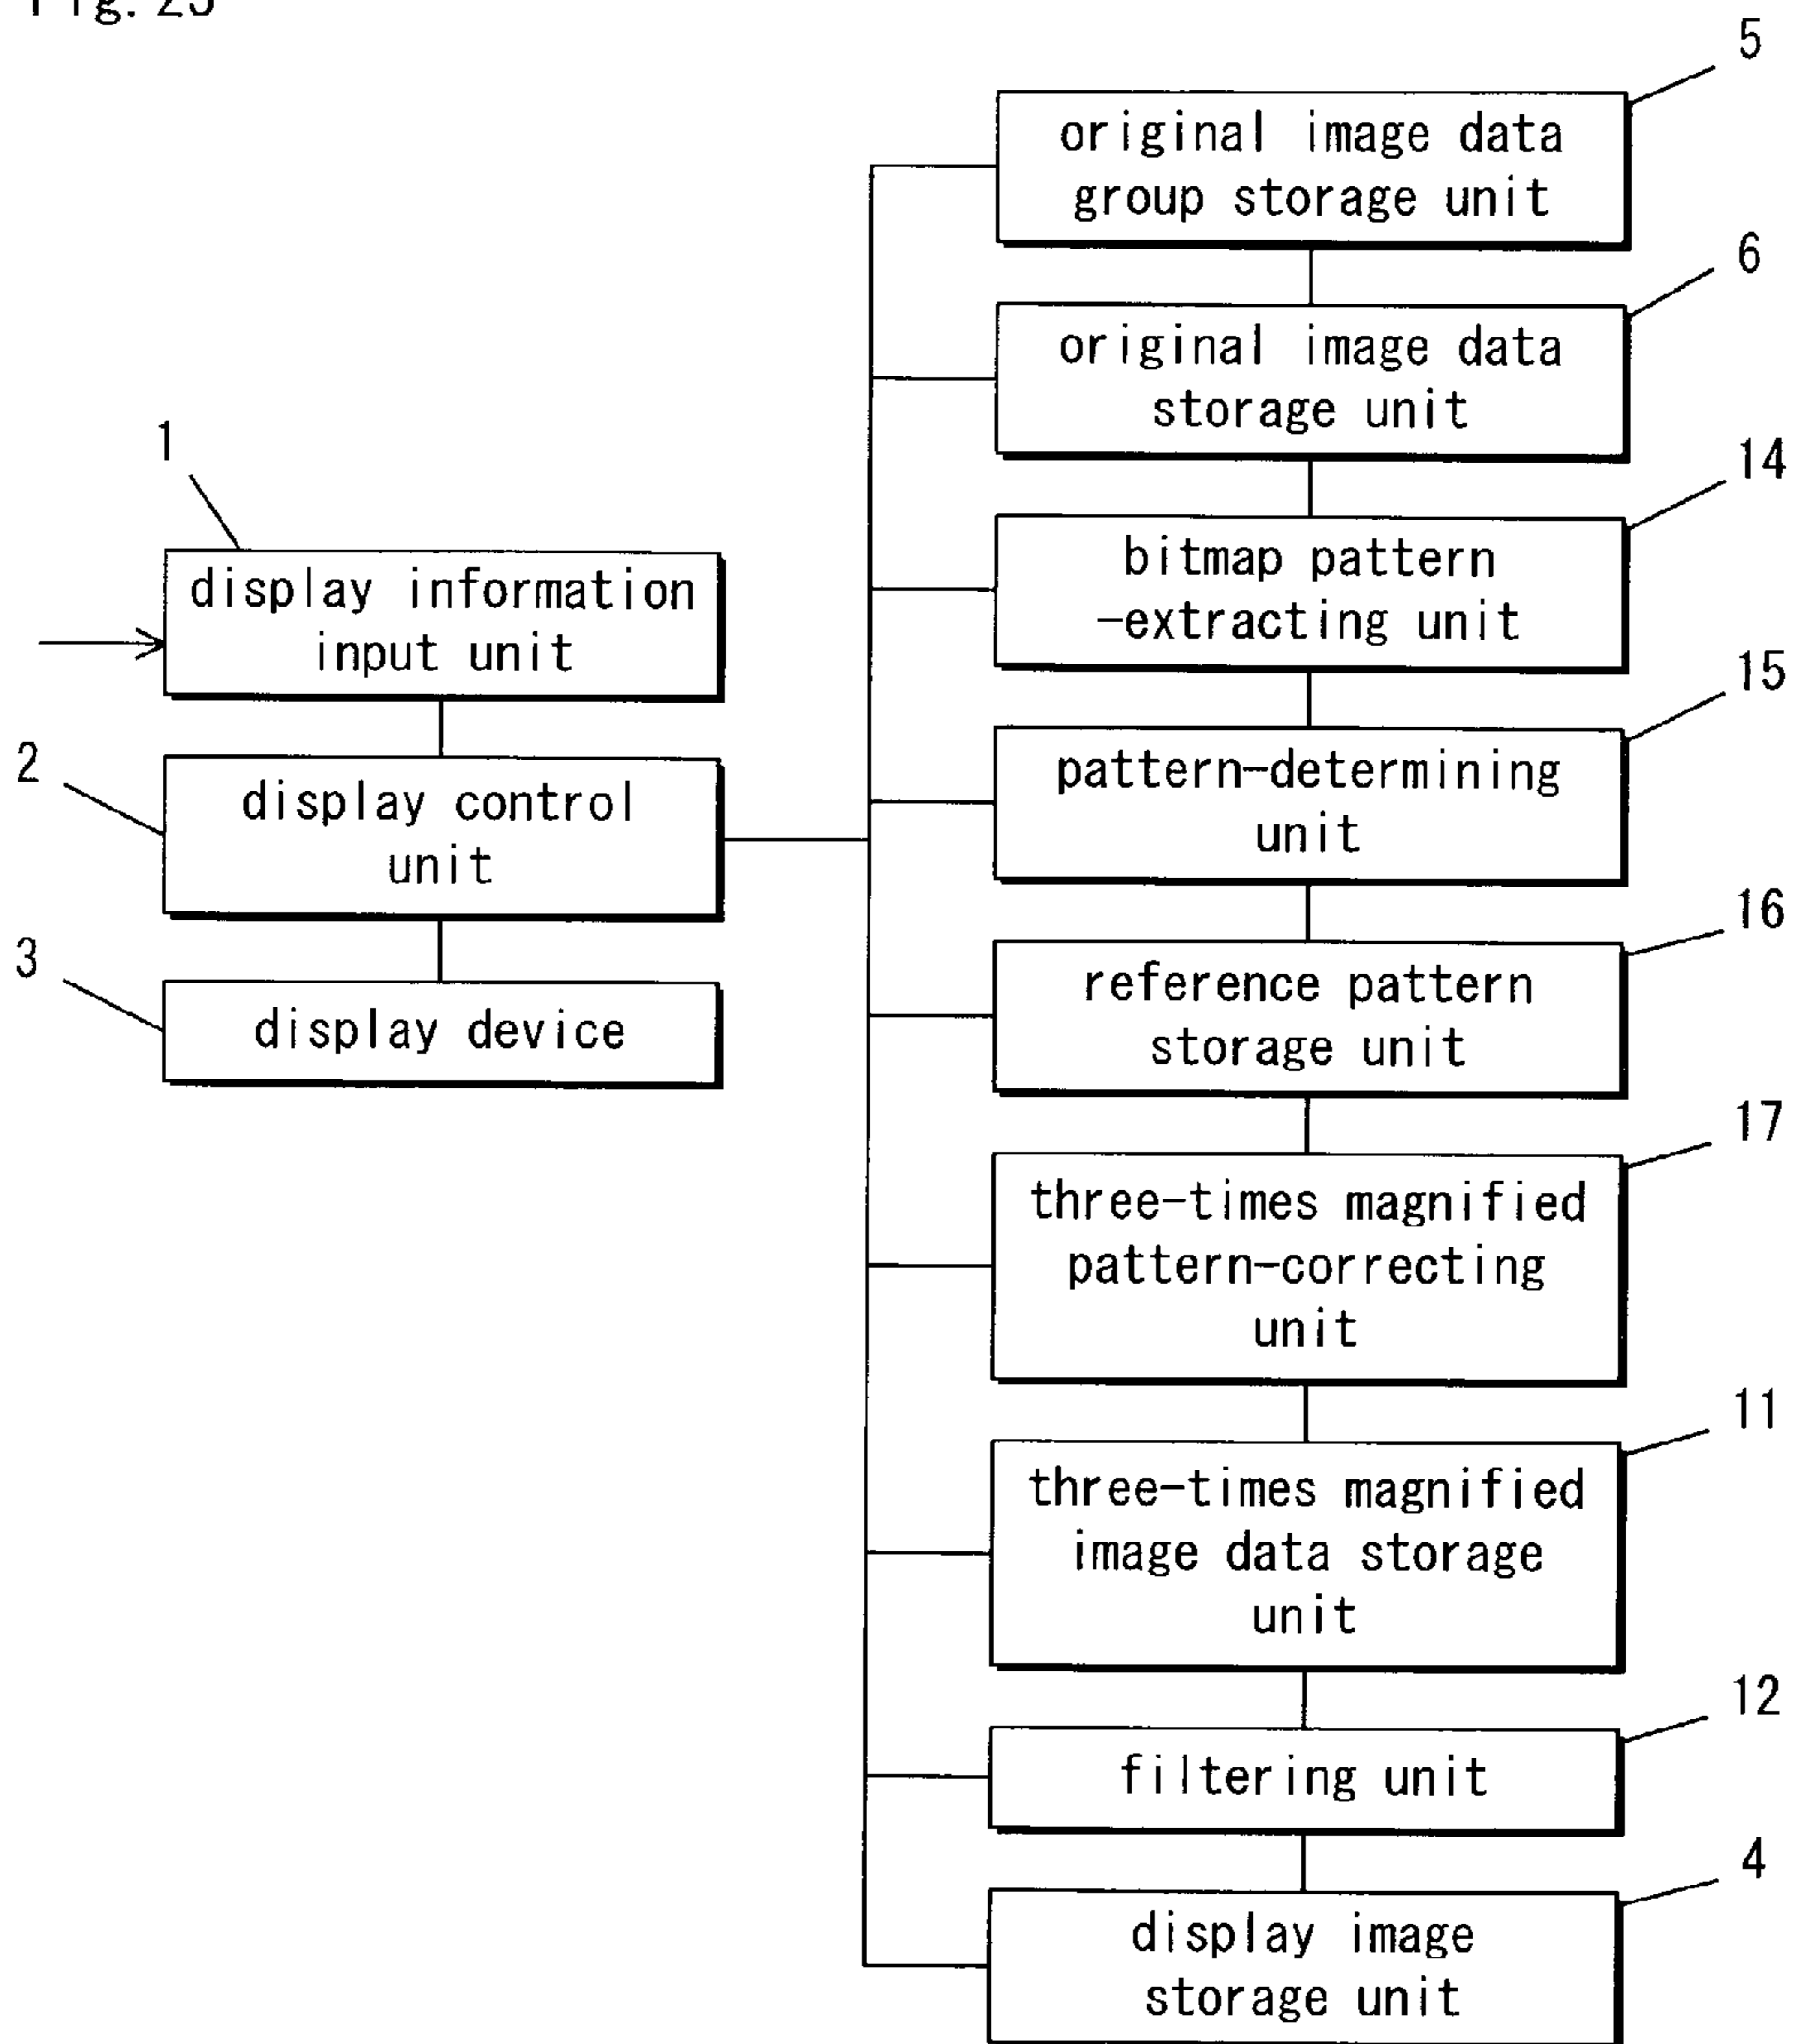 Fig. 23
5
original image data
group storage unit
6
original image data
storage unit
14
bitmap pattern
-extracting unit
15
pattern-determining
unit
16
reference pattern
storage unit
17
three-times magnified
pattern-correcting
unit
11
three-times magnified
image data storage
unit
12
filtering unit
4
display image
storage unit
1
display information
input unit
2
display control
unit
3
display device